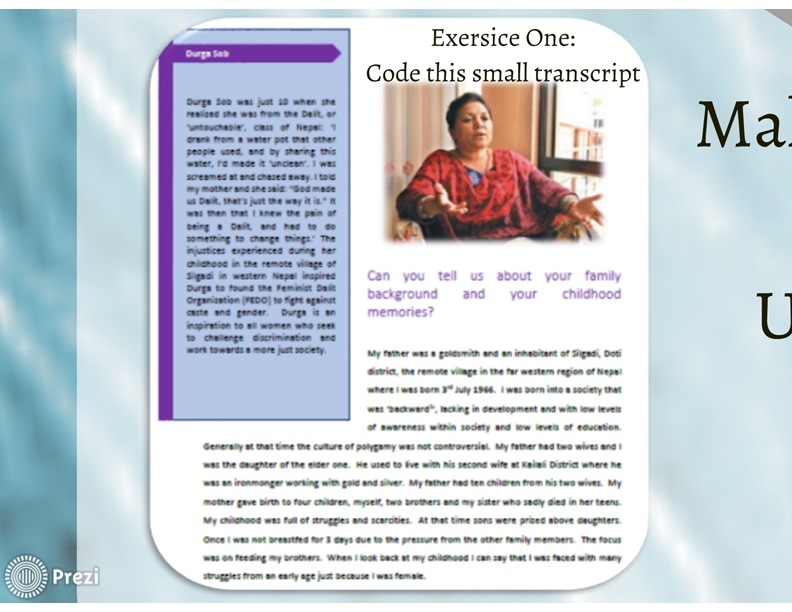 Exersice One:
Code this small transcript
Durga Sob
Durga Sob was just 10 when she
realised she was from the Dalit, or
'untouchable', class of Nepal: 'I
drank from a water pot that other
people used, and by sharing this
water, I'd made it 'unclean'. I was
screamed at and chased away. I told
my mother and she said: "God made
us Dalit, that's just the way it is." It
was then that I knew the pain of
being a Dalit, and had to do
something to change things.' The
injustices experienced during her
childhood in the remote village of
Silgadi in western Nepal inspired
Durga to found the Feminist Dalit
Organisation (FEDO) to fight against
caste and gender. Durga is an
inspiration to all women who seek
to challenge discrimination and
work towards a more just society.
Can you tell us about your family
background and your childhood
memories?
My father was a goldsmith and an inhabitant of Silgadi, Doti
district, the remote village in the far western region of Nepal
where I was born 3rd July 1966. I was born into a society that
was 'backward', lacking in development and with low levels
of awareness within society and low levels of education.
Generally at that time the culture of polygamy was not controversial. My father had two wives and I
was the daughter of the elder one. He used to live with his second wife at Kailali District where he
was an ironmonger working with gold and silver. My father had ten children from his two wives. My
mother gave birth to four children, myself, two brothers and my sister who sadly died in her teens.
My childhood was full of struggles and scarcities. At that time sons were prized above daughters.
Once I was not breastfed for 3 days due to the pressure from the other family members. The focus
was on feeding my brothers. When I look back at my childhood I can say that I was faced with many
struggles from an early age just because I was female.
Prezi